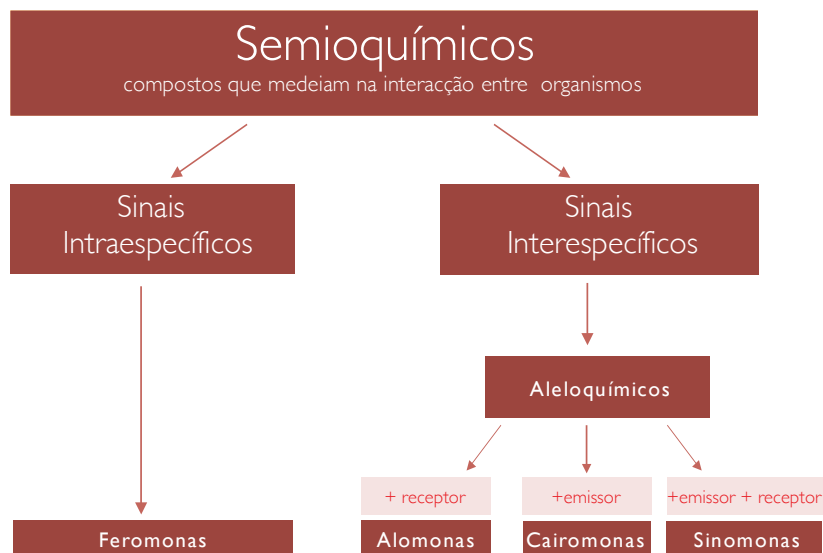 Semioquímicos
compostos que medeiam na interacção entre organismos
Sinais
Intraespecíficos
Sinais
Interespecíficos
Aleloquímicos
+ receptor
+emissor
+emissor + receptor
Feromonas
Alomonas
Cairomonas
Sinomonas